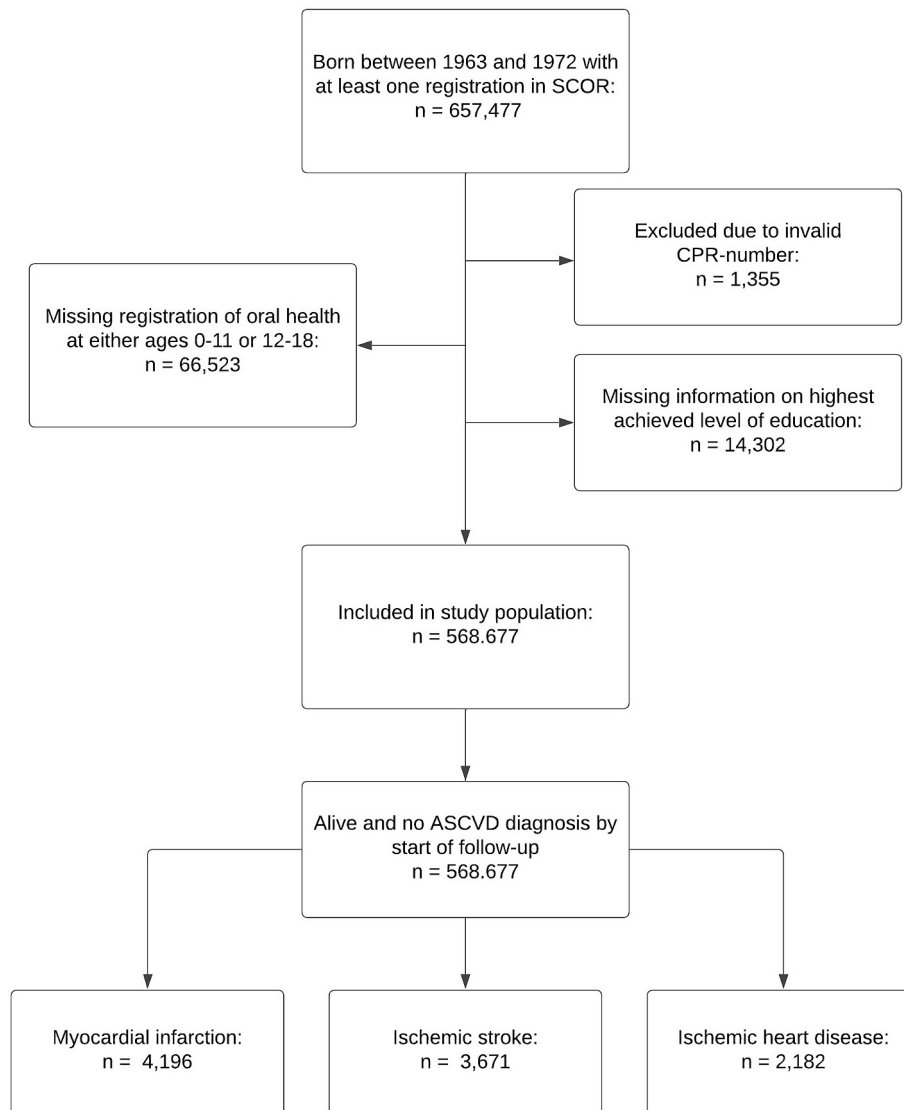 Born between 1963 and 1972 with
at least one registration in SCOR:
n = 657,477
Excluded due to invalid
CPR-number:
n = 1,355
Missing registration of oral health
at either ages 0-11 or 12-18:
n = 66,523
Missing information on highest
achieved level of education:
n = 14,302
Included in study population:
n = 568.677
Alive and no ASCVD diagnosis by
start of follow-up
n = 568.677
Myocardial infarction:
n =  4,196
Ischemic stroke:
n =  3,671
Ischemic heart disease:
n = 2,182